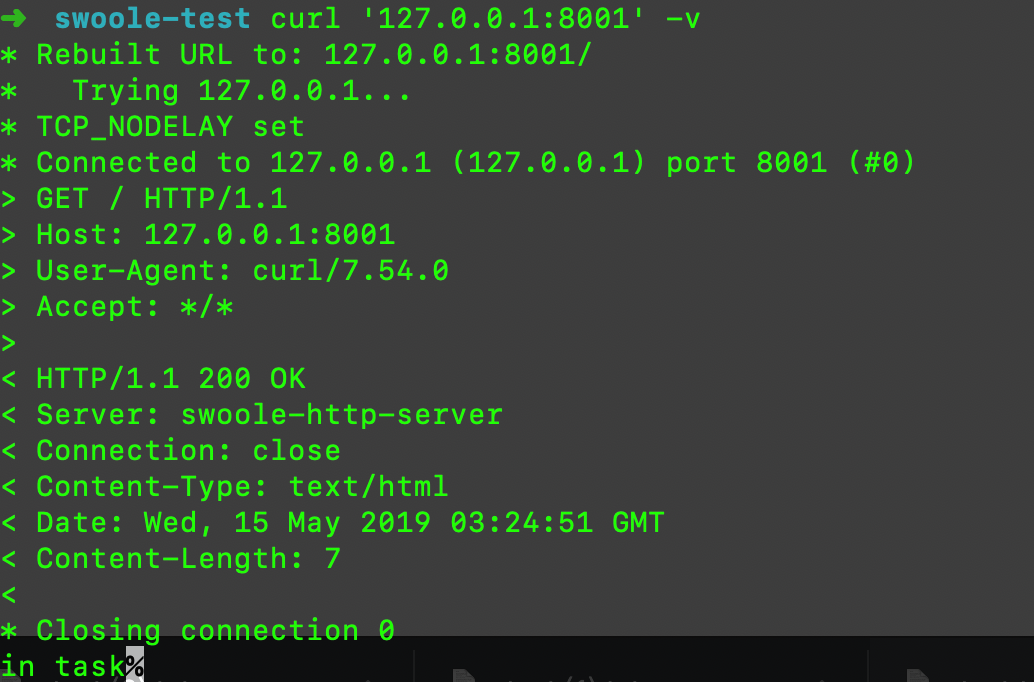 ➜  swoole-test curl '127.0.0.1:8001' -v
* Rebuilt URL to: 127.0.0.1:8001/
*   Trying 127.0.0.1...
* TCP_NODELAY set
* Connected to 127.0.0.1 (127.0.0.1) port 8001 (#0)
> GET / HTTP/1.1
> Host: 127.0.0.1:8001
> User-Agent: curl/7.54.0
> Accept: */*
>
< HTTP/1.1 200 OK
< Server: swoole-http-server
< Connection: close
< Content-Type: text/html
< Date: Wed, 15 May 2019 03:24:51 GMT
< Content-Length: 7
<
* Closing connection 0
in task%